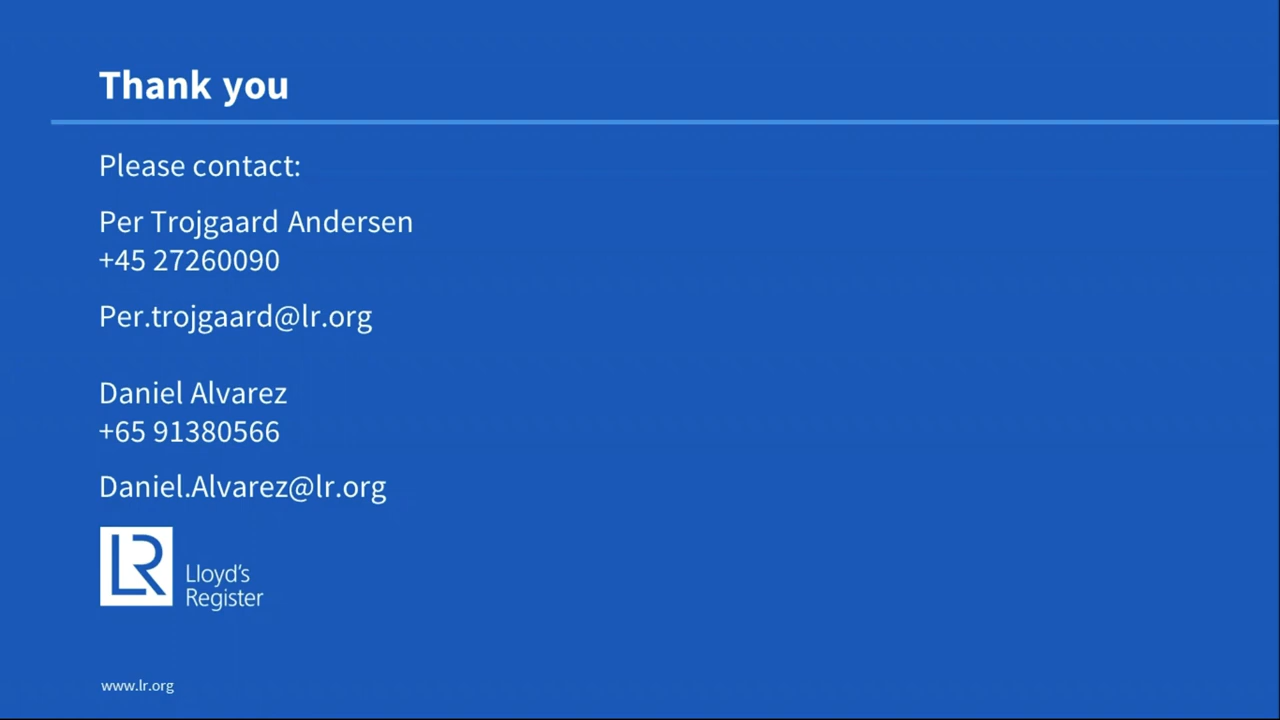 Thank you
Please contact:
Per Trojgaard Andersen
+45 27260090
Per.trojgaard@lr.org
Daniel Alvarez
+65 91380566
Daniel.Alvarez@lr.org
LR
Lloyd's
Register
www.lr.org